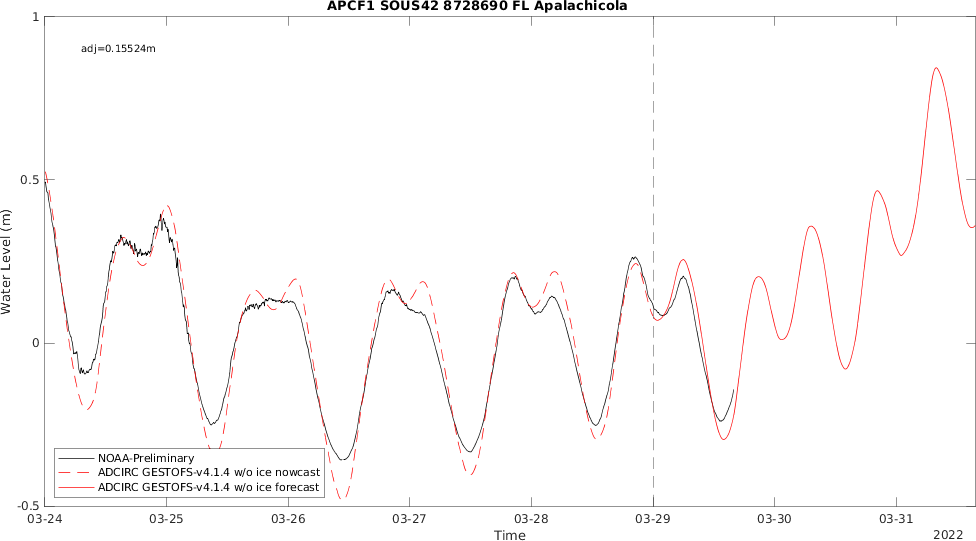 APCF1 SOUS42 8728690 FL Apalachicola
adj=0.15524m
1
0.5
0
-0.5
Water Level (m)
NOAA-Preliminary
ADCIRC GESTOFS-v4.1.4 w/o ice nowcast
ADCIRC GESTOFS-v4.1.4 w/o ice forecast
03-24 03-25 03-26 03-27 03-28 03-29 03-30 03-31
Time
2022